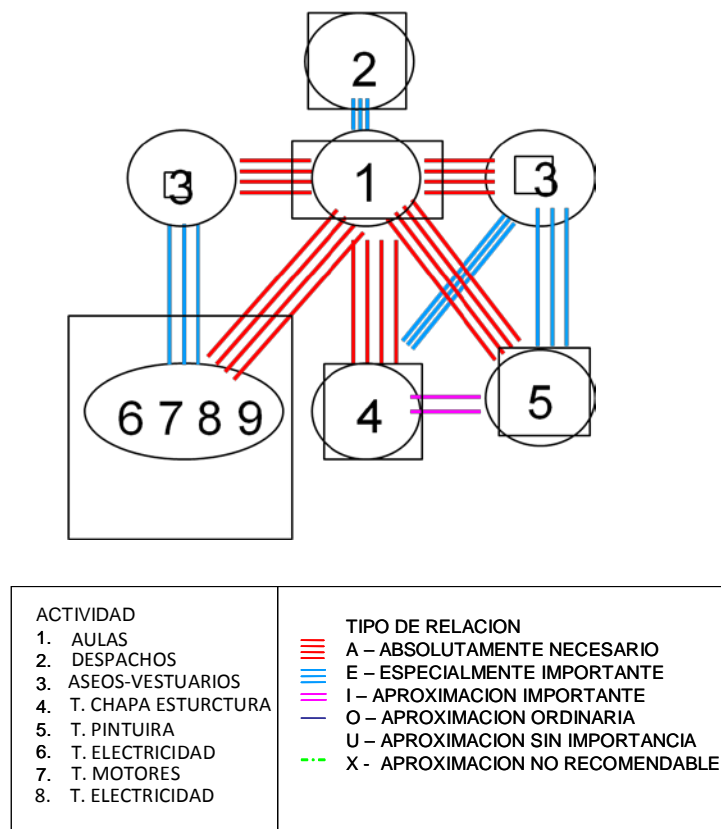 2
3
1
3
6 7 8 9
4
5
ACTIVIDAD
1. AULAS
2. DESPACHOS
3. ASEOS-VESTUARIOS
4. T. CHAPA ESTURCTURA
5. T. PINTUIRA
6. T. ELECTRICIDAD
7. T. MOTORES
8. T. ELECTRICIDAD
TIPO DE RELACION
A – ABSOLUTAMENTE NECESARIO
E – ESPECIALMENTE IMPORTANTE
I – APROXIMACION IMPORTANTE
O – APROXIMACION ORDINARIA
U – APROXIMACION SIN IMPORTANCIA
X - APROXIMACION NO RECOMENDABLE